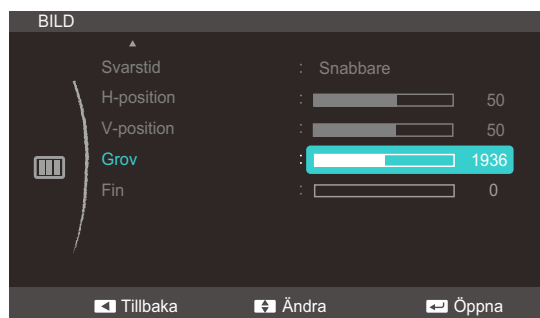 BILD
Svarstid : Snabbare
H-position : 50
V-position : 50
Grov : 1936
Fin : 0
Tillbaka Ändra Öppna